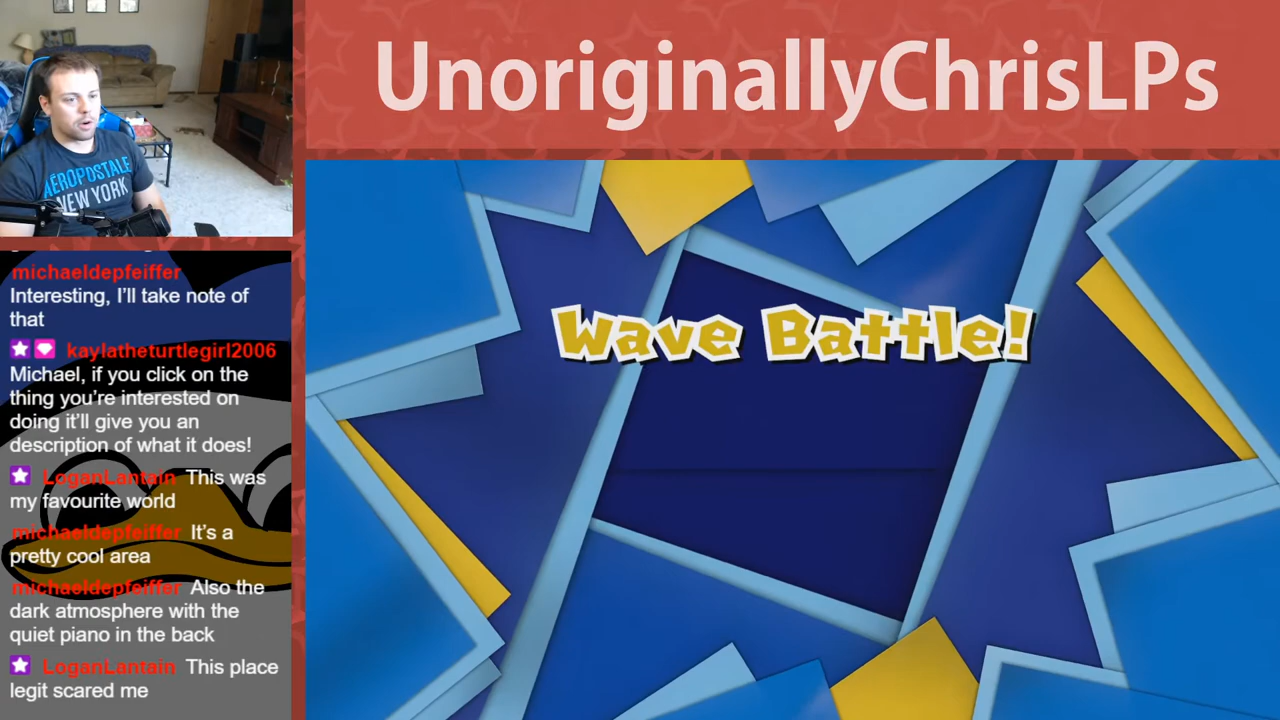 UnoriginallyChrisLPs
AÉROPOSTALE
NEW YORK
michaeldepfeiffer
Interesting, I'll take note of
that
kaylatheturtlegirl2006
Michael, if you click on the
thing you're interested on
doing it'll give you an
description of what it does!
LoganLantain This was
my favourite world
michaeldepfeiffer It's a
pretty cool area
michaeldepfeiffer Also the
dark atmosphere with the
quiet piano in the back
LoganLantain This place
legit scared me
Wave Battle!